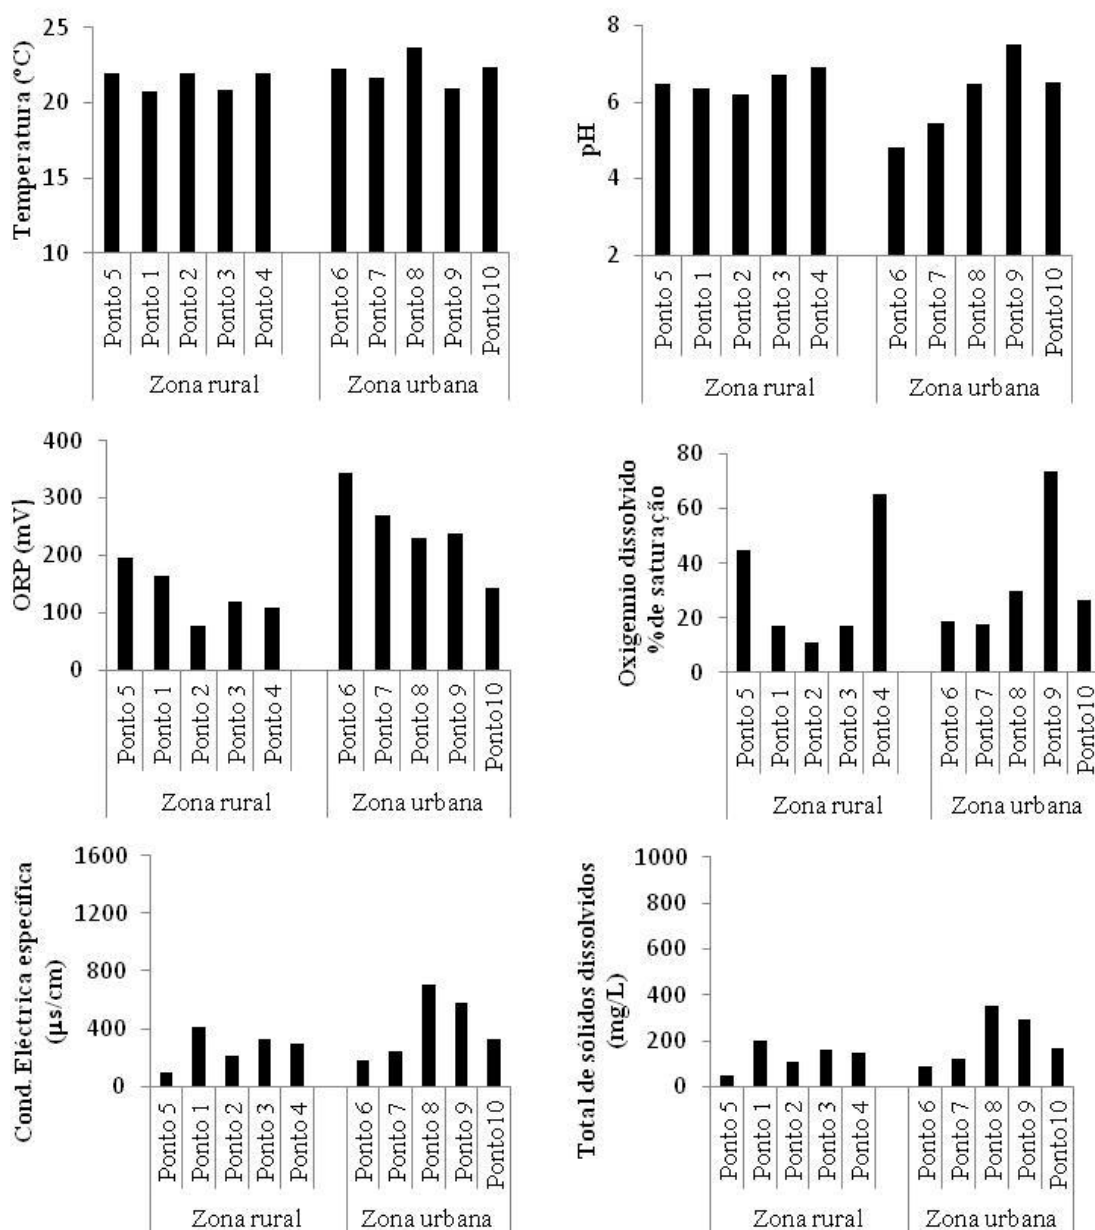 Temperatura (ºC)
25
20
15
10
Ponto 5
Ponto 1
Ponto 2
Ponto 3
Ponto 4
Ponto 6
Ponto 7
Ponto 8
Ponto 9
Ponto10
Zona rural
Zona urbana
pH
8
6
4
2
Ponto 5
Ponto 1
Ponto 2
Ponto 3
Ponto 4
Ponto 6
Ponto 7
Ponto 8
Ponto 9
Ponto10
Zona rural
Zona urbana
ORP (mV)
400
300
200
100
0
Ponto 5
Ponto 1
Ponto 2
Ponto 3
Ponto 4
Ponto 6
Ponto 7
Ponto 8
Ponto 9
Ponto10
Zona rural
Zona urbana
Oxigennio dissolvido
% de saturação
80
60
40
20
0
Ponto 5
Ponto 1
Ponto 2
Ponto 3
Ponto 4
Ponto 6
Ponto 7
Ponto 8
Ponto 9
Ponto10
Zona rural
Zona urbana
Cond. Eléctrica específica
(µs/cm)
1600
1200
800
400
0
Ponto 5
Ponto 1
Ponto 2
Ponto 3
Ponto 4
Ponto 6
Ponto 7
Ponto 8
Ponto 9
Ponto10
Zona rural
Zona urbana
Total de sólidos dissolvidos
(mg/L)
1000
800
600
400
200
0
Ponto 5
Ponto 1
Ponto 2
Ponto 3
Ponto 4
Ponto 6
Ponto 7
Ponto 8
Ponto 9
Ponto10
Zona rural
Zona urbana